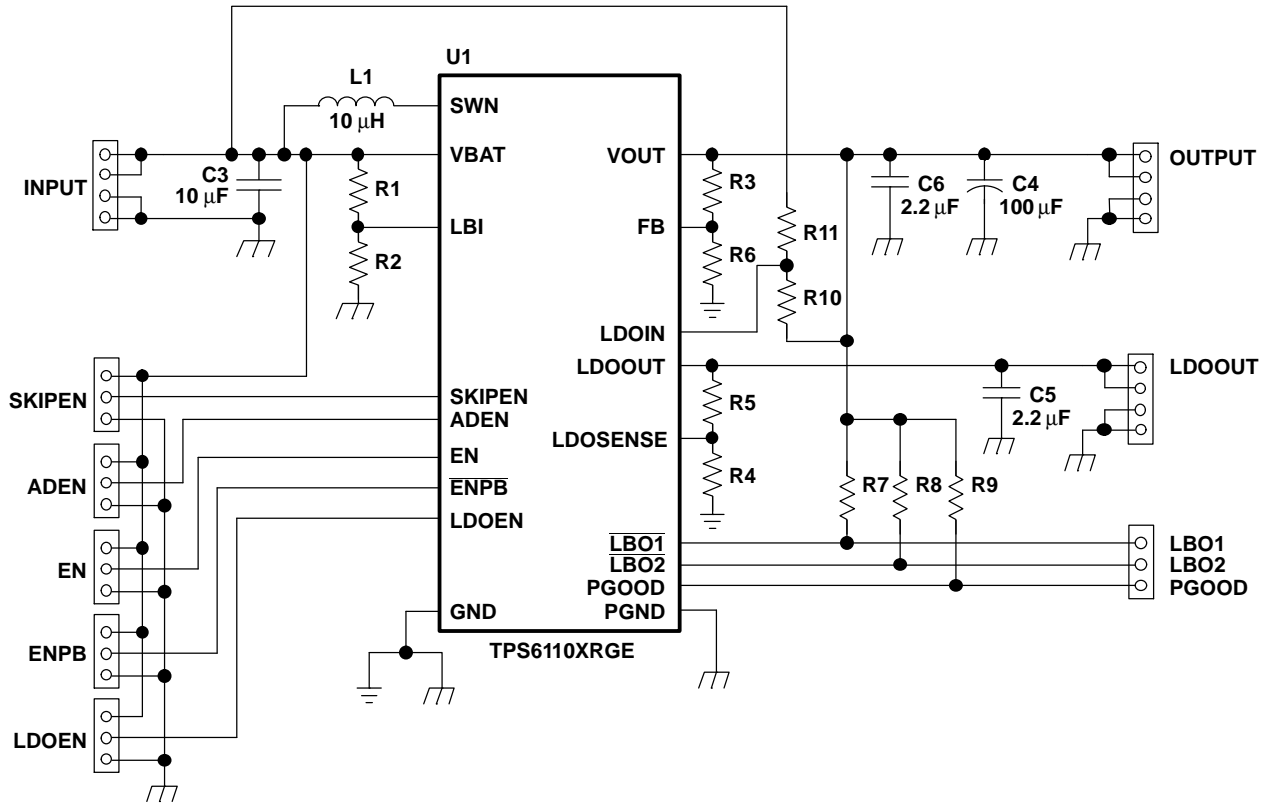 U1
L1
10 μH
SWN
VBAT
LBI
SKIPEN
ADEN
EN
ENPB
LDOEN
GND
VOUT
FB
LDOIN
LDOOUT
LDOSENSE
LBO1
LBO2
PGOOD
PGND
TPS6110XRGE
INPUT
C3
10 μF
R1
R2
SKIPEN
ADEN
EN
ENPB
LDOEN
R3
R6
R11
R10
C6
2.2 μF
C4
100 μF
OUTPUT
R5
R4
C5
2.2 μF
LDOOUT
R7
R8
R9
LBO1
LBO2
PGOOD